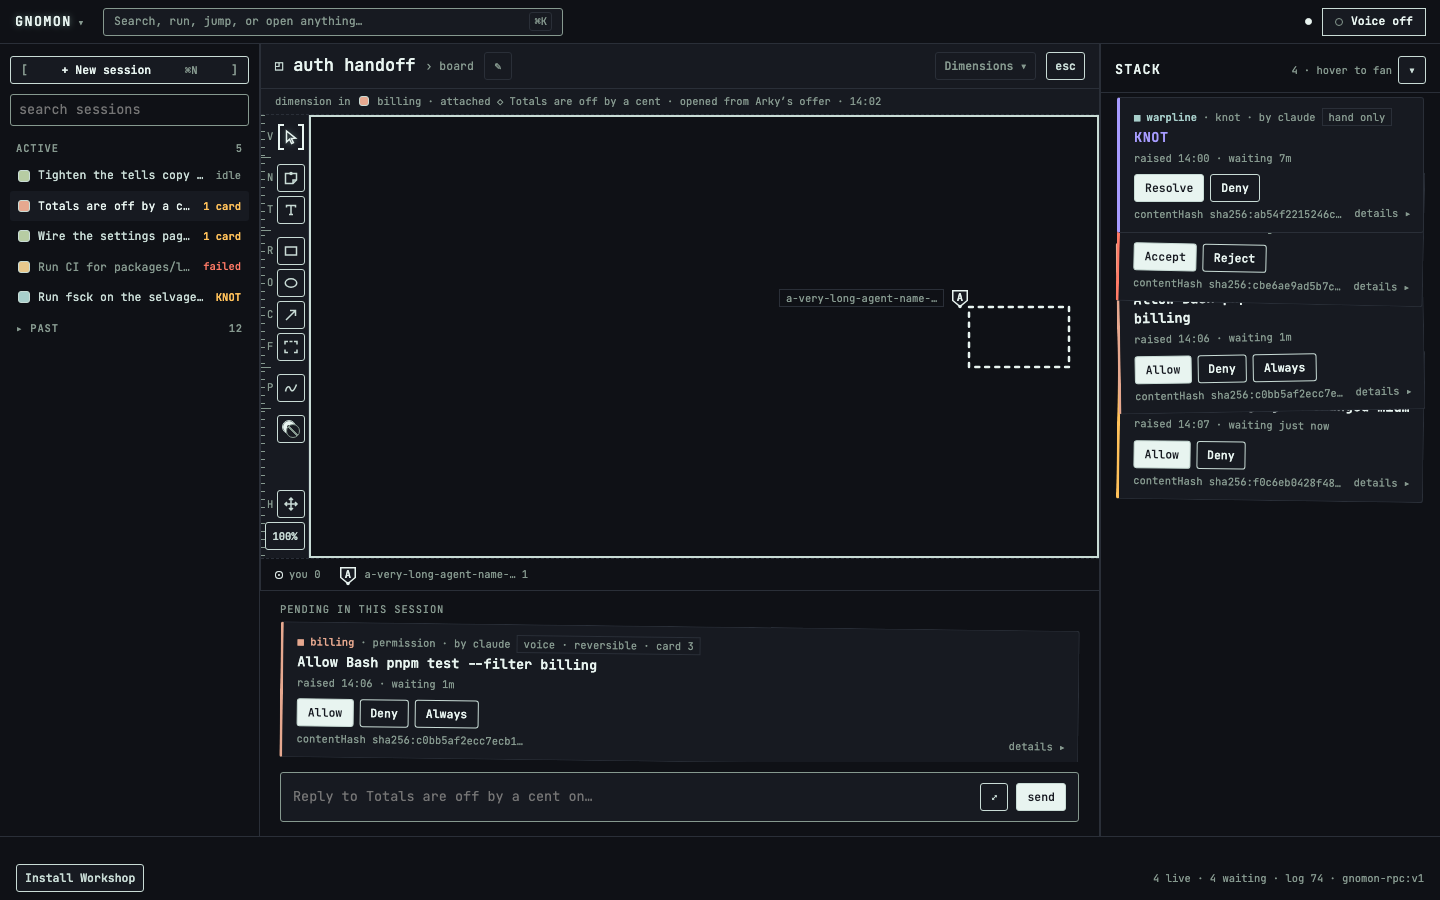 GNOMON ▾
Search, run, jump, or open anything… ⌘K
Voice off
[ + New session ⌘N ]
search sessions
ACTIVE 5
Tighten the tells copy … idle
Totals are off by a c… 1 card
Wire the settings pag… 1 card
Run CI for packages/l… failed
Run fsck on the selvage… KNOT
▸ PAST 12
auth handoff › board ✎
Dimensions ▾ esc
dimension in billing · attached ◇ Totals are off by a cent · opened from Arky’s offer · 14:02
V
N
T
R
O
C
F
P
H
100%
a-very-long-agent-name-… A
you 0 A a-very-long-agent-name-… 1
PENDING IN THIS SESSION
billing · permission · by claude voice · reversible · card 3
Allow Bash pnpm test --filter billing
raised 14:06 · waiting 1m
Allow Deny Always
contentHash sha256:c0bb5af2ecc7ecb1…
details ▸
Reply to Totals are off by a cent on…
⤢ send
STACK 4 · hover to fan ▾
warpline · knot · by claude hand only
KNOT
raised 14:00 · waiting 7m
Resolve Deny
contentHash sha256:ab54f2215246c… details ▸
Accept Reject
contentHash sha256:cbe6ae9ad5b7c… details ▸
billing
raised 14:06 · waiting 1m
Allow Deny Always
contentHash sha256:c0bb5af2ecc7e… details ▸
raised 14:07 · waiting just now
Allow Deny
contentHash sha256:f0c6eb0428f48… details ▸
Install Workshop
4 live · 4 waiting · log 74 · gnomon-rpc:v1